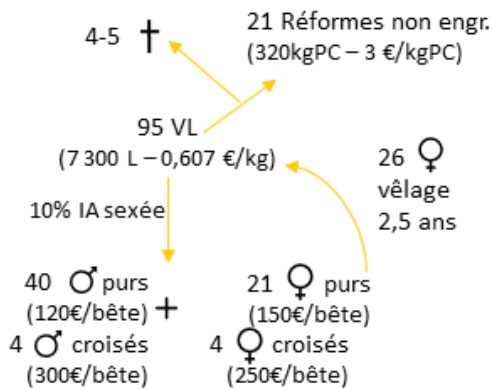 4-5 †
21 Réformes non engr.
(320kgPC – 3 €/kgPC)
95 VL
(7 300 L – 0,607 €/kg)
26 ♀
vêlage
2,5 ans
10% IA sexée
40 ♂ purs
(120€/bête) +
4 ♂ croisés
(300€/bête)
21 ♀ purs
(150€/bête)
4 ♀ croisés
(250€/bête)